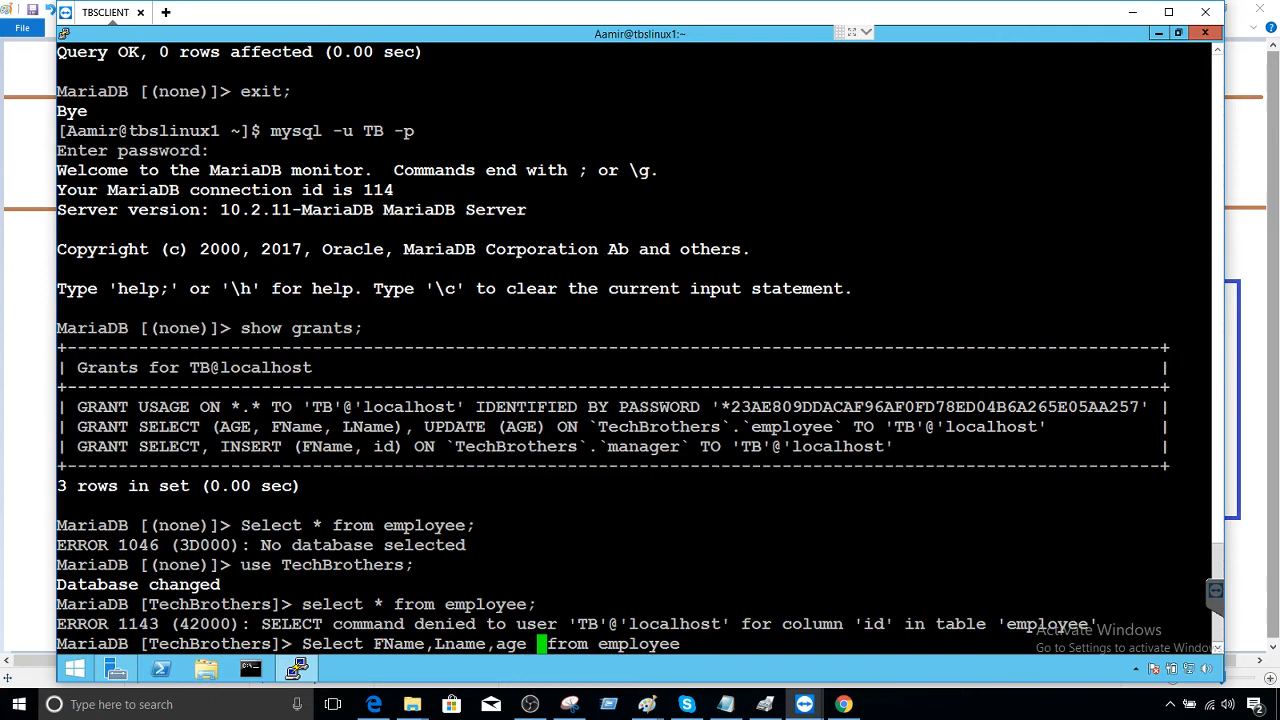 TBSCLIENT
File
Aamir@tbslinux1:~
Query OK, 0 rows affected (0.00 sec)
MariaDB [(none)]> exit;
Bye
[Aamir@tbslinux1 ~]$ mysql -u TB -p
Enter password:
Welcome to the MariaDB monitor.  Commands end with ; or \g.
Your MariaDB connection id is 114
Server version: 10.2.11-MariaDB MariaDB Server
Copyright (c) 2000, 2017, Oracle, MariaDB Corporation Ab and others.
Type 'help;' or '\h' for help. Type '\c' to clear the current input statement.
MariaDB [(none)]> show grants;
+-----------------------------------------------------------------------------------------------------------+
| Grants for TB@localhost |
+-----------------------------------------------------------------------------------------------------------+
| GRANT USAGE ON *.* TO 'TB'@'localhost' IDENTIFIED BY PASSWORD '*23AE809DDACAF96AF0FD78ED04B6A265E05AA257' |
| GRANT SELECT (AGE, FName, LName), UPDATE (AGE) ON `TechBrothers`.`employee` TO 'TB'@'localhost' |
| GRANT SELECT, INSERT (FName, id) ON `TechBrothers`.`manager` TO 'TB'@'localhost' |
+-----------------------------------------------------------------------------------------------------------+
3 rows in set (0.00 sec)
MariaDB [(none)]> Select * from employee;
ERROR 1046 (3D000): No database selected
MariaDB [(none)]> use TechBrothers;
Database changed
MariaDB [TechBrothers]> select * from employee;
ERROR 1143 (42000): SELECT command denied to user 'TB'@'localhost' for column 'id' in table 'employee'
MariaDB [TechBrothers]> Select FName,Lname,age from employee
Activate Windows
Go to Settings to activate Window
Type here to search